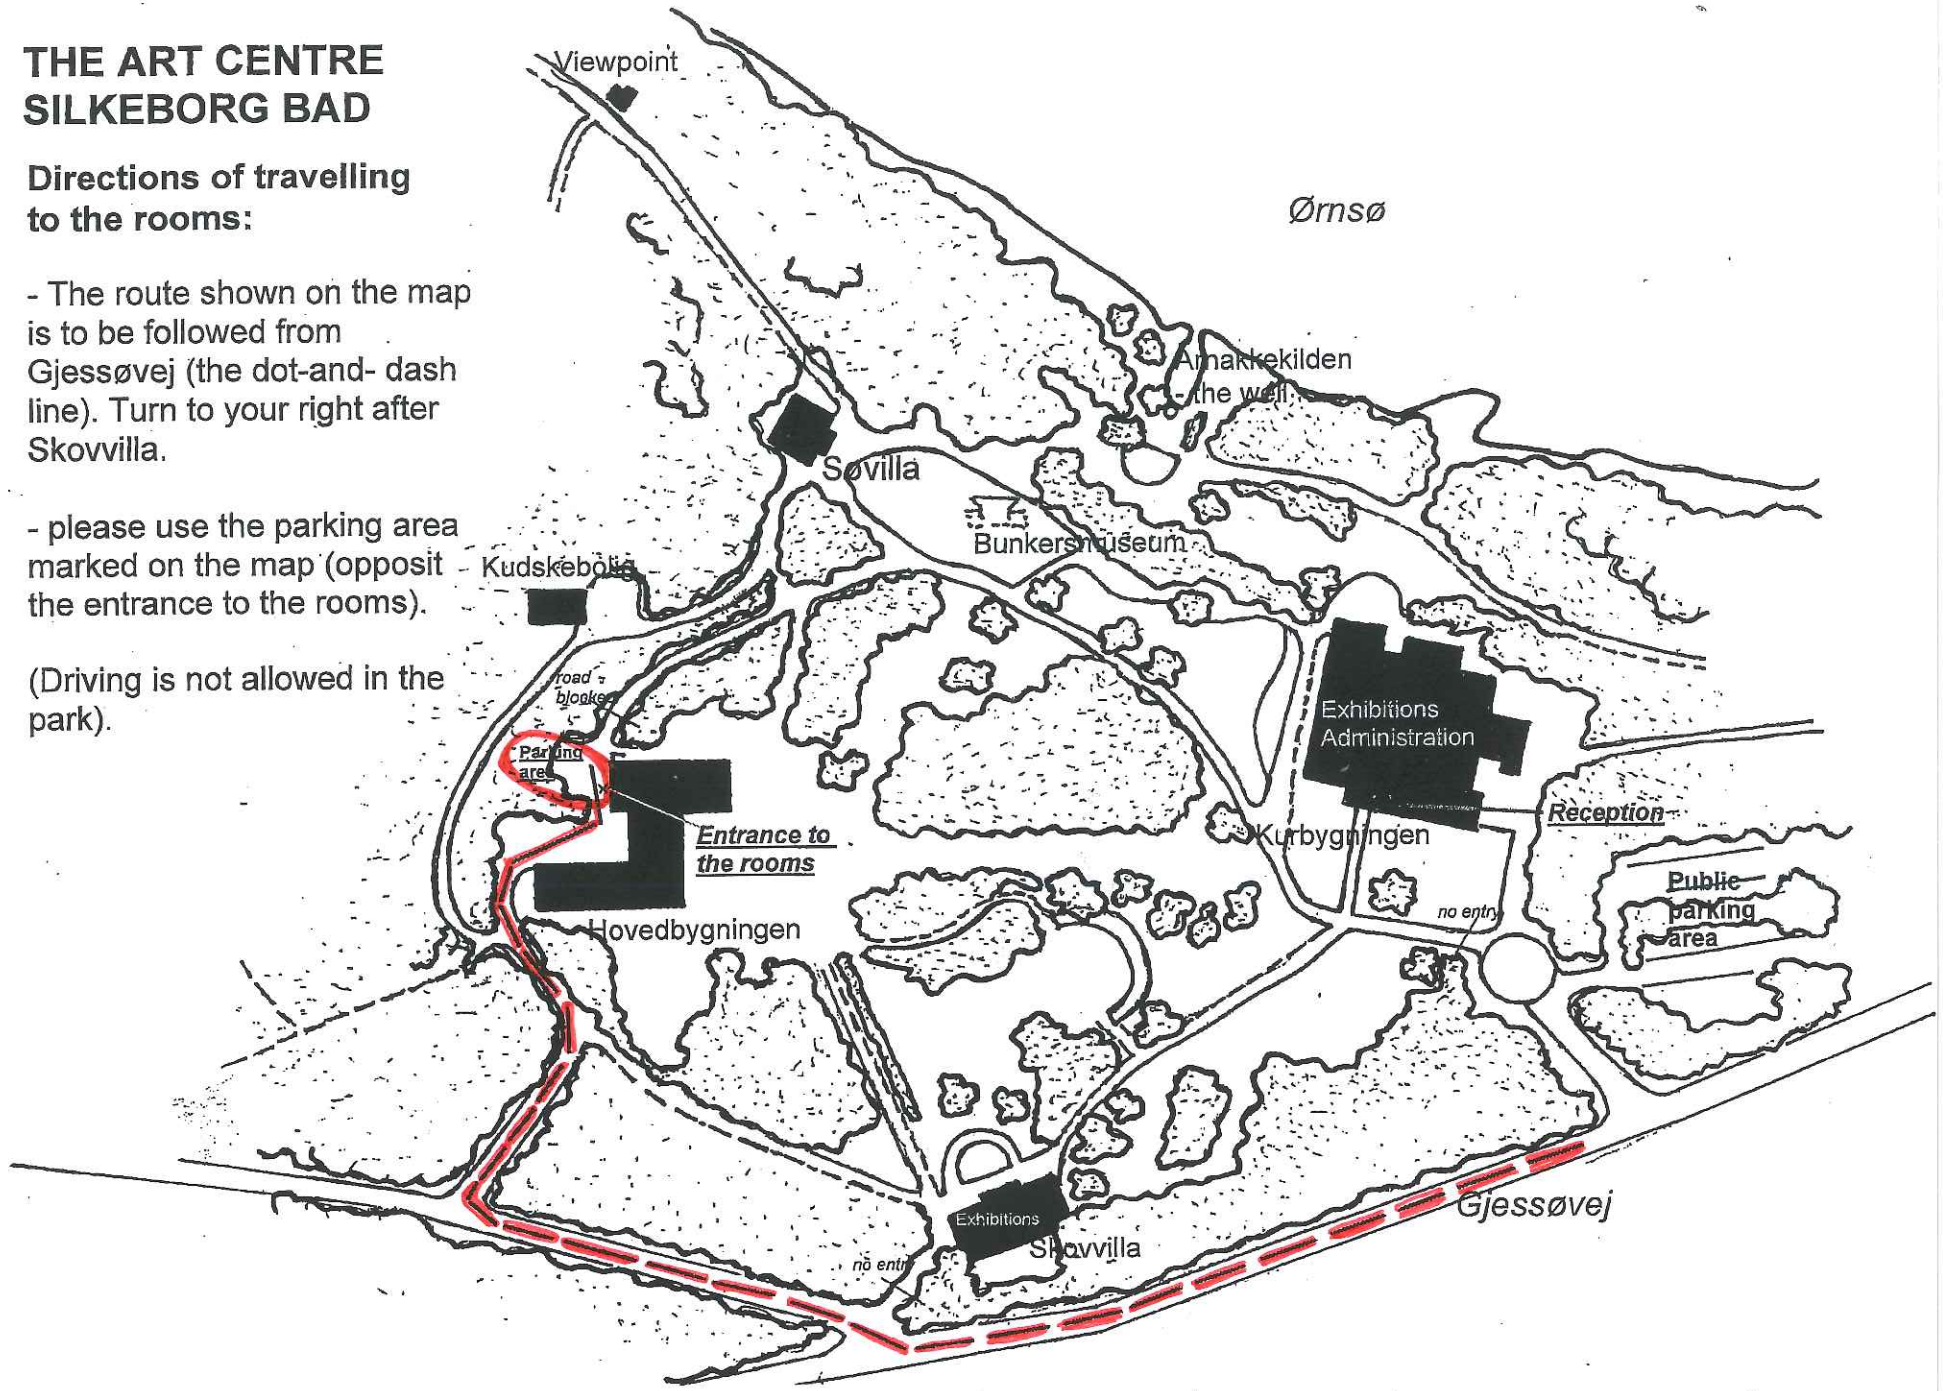 THE ART CENTRE
SILKEBORG BAD
Directions of travelling
to the rooms:
- The route shown on the map
is to be followed from
Gjessøvej (the dot-and- dash
line). Turn to your right after
Skovvilla.
- please use the parking area
marked on the map (opposit
the entrance to the rooms).
(Driving is not allowed in the
park).
Viewpoint
Ørnsø
Arnakkekilden
- the well
Søvilla
Bunkersmuseum
Kudskebolig
road
blocked
Parking
area
Entrance to
the rooms
Hovedbygningen
Exhibitions
Administration
Reception
Kurbygningen
Public
parking
area
no entry
Gjessøvej
Exhibitions
Skovvilla
no entry